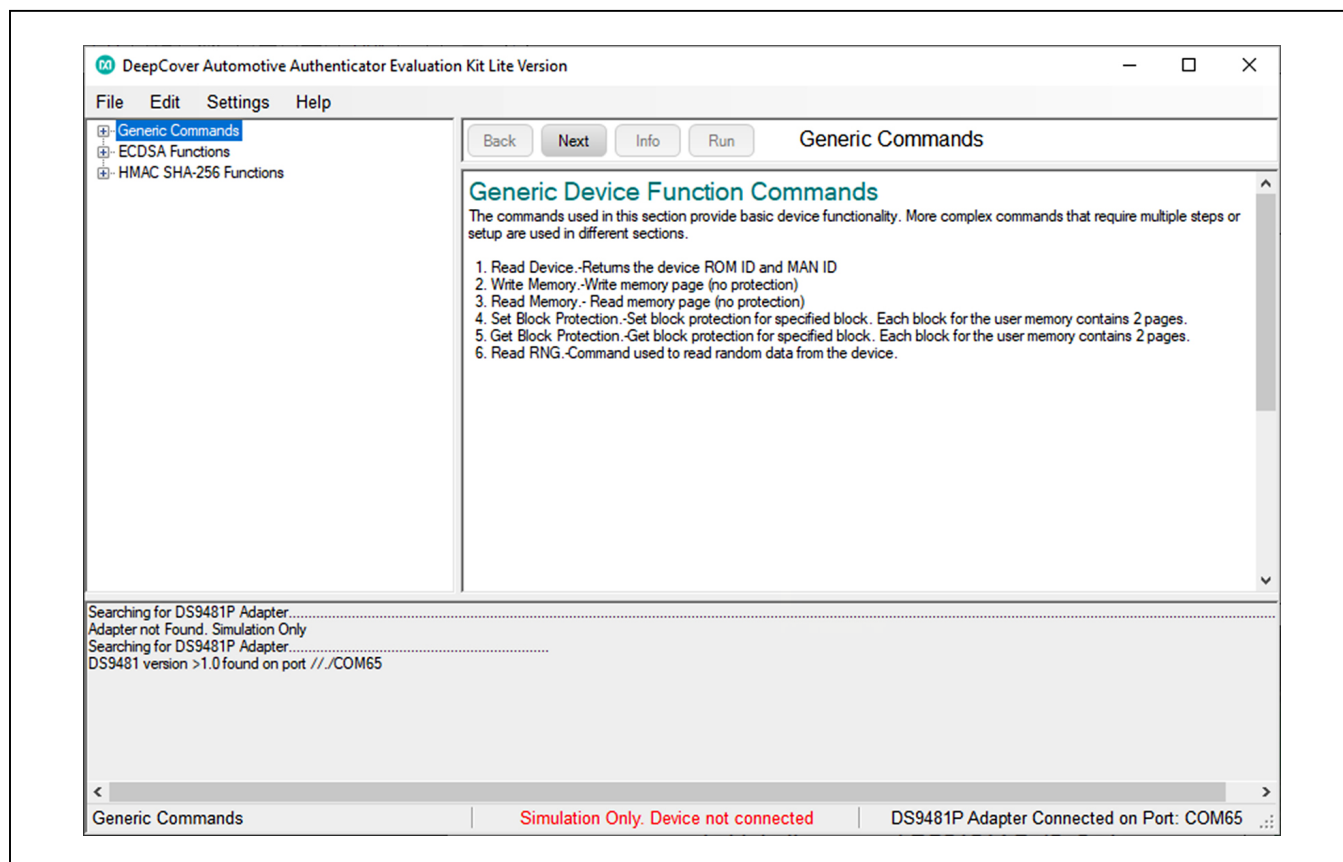 DeepCover Automotive Authenticator Evaluation Kit Lite Version
File Edit Settings Help
Generic Commands
ECDSA Functions
HMAC SHA-256 Functions
Back Next Info Run Generic Commands
Generic Device Function Commands
The commands used in this section provide basic device functionality. More complex commands that require multiple steps or
setup are used in different sections.
1. Read Device.-Returns the device ROM ID and MAN ID
2. Write Memory.-Write memory page (no protection)
3. Read Memory.- Read memory page (no protection)
4. Set Block Protection.-Set block protection for specified block. Each block for the user memory contains 2 pages.
5. Get Block Protection.-Get block protection for specified block. Each block for the user memory contains 2 pages.
6. Read RNG.-Command used to read random data from the device.
Searching for DS9481P Adapter................................................................................................................................................................................................................................................................
Adapter not Found. Simulation Only
Searching for DS9481P Adapter.................................................................
DS9481 version >1.0 found on port //./COM65
Generic Commands Simulation Only. Device not connected DS9481P Adapter Connected on Port: COM65